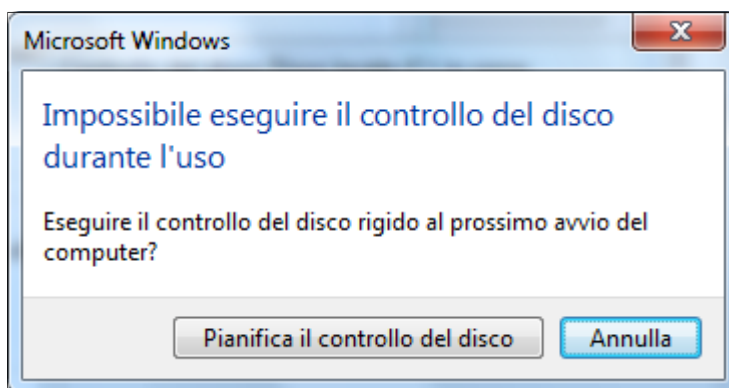 Microsoft Windows
Impossibile eseguire il controllo del disco
durante l'uso
Eseguire il controllo del disco rigido al prossimo avvio del
computer?
Pianifica il controllo del disco
Annulla